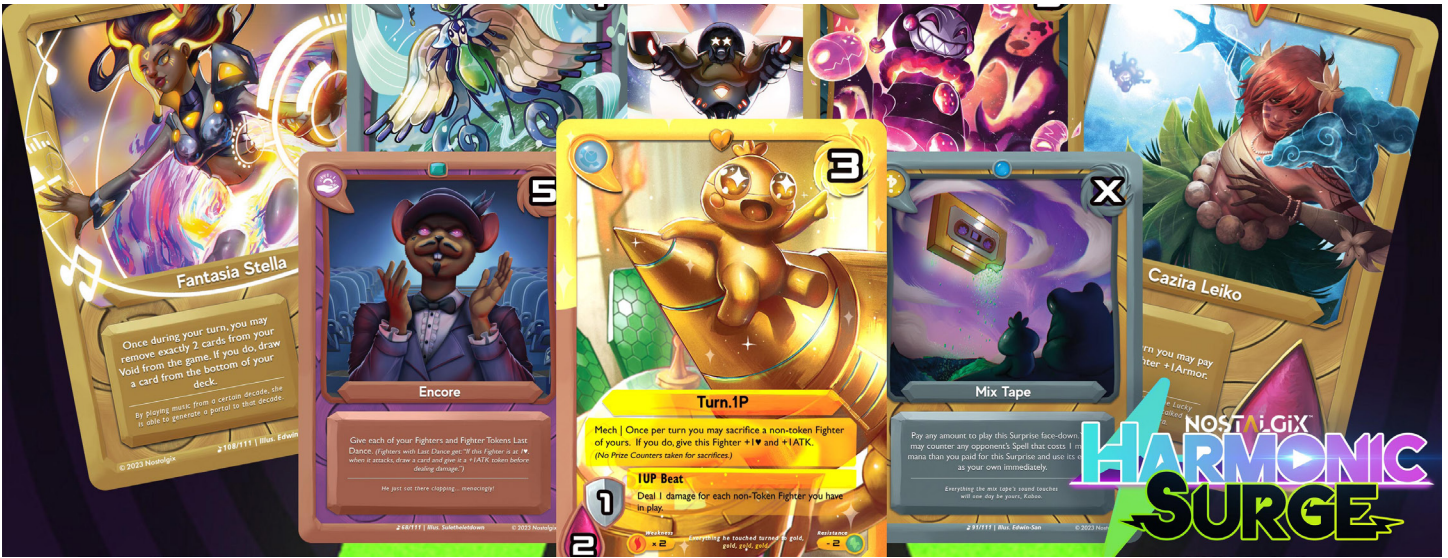 Fantasia Stella
Once during your turn, you may
remove exactly 2 cards from your
Void from the game. If you do, draw
a card from the bottom of your
deck.
By playing music from a certain decade, she
is able to generate a portal to that decade.
108/111 | Illus. Edwin
© 2023 Nostalgix
5
Encore
Give each of your Fighters and Fighter Tokens Last
Dance. (Fighters with Last Dance get: "If this Fighter is at 1♥,
when it attacks, draw a card and give it a +1ATK token before
dealing damage.")
He just sat there clapping... menacingly!
68/111 | Illus. Suletheletdown
© 2023 Nostalgix
3
Turn.1P
Mech | Once per turn you may sacrifice a non-token Fighter
of yours. If you do, give this Fighter +1♥ and +1ATK.
(No Prize Counters taken for sacrifices.)
1UP Beat
Deal 1 damage for each non-Token Fighter you have
in play.
1
2
Weakness
x 2
Everything he touched turned to gold,
gold, gold, gold
Resistance
- 2
X
Mix Tape
Pay any amount to play this Surprise face-down.
may counter any opponent's Spell that costs 1 m
mana than you paid for this Surprise and use its e
as your own immediately.
Everything the mix tape's sound touches
will one day be yours, Kaboo.
91/111 | Illus. Edwin-Son
© 2023
Cazira Leiko
rn you may pay
hter +1Armor.
Lucky
alked
NOSTALGIX™
HARMONIC
SURGE